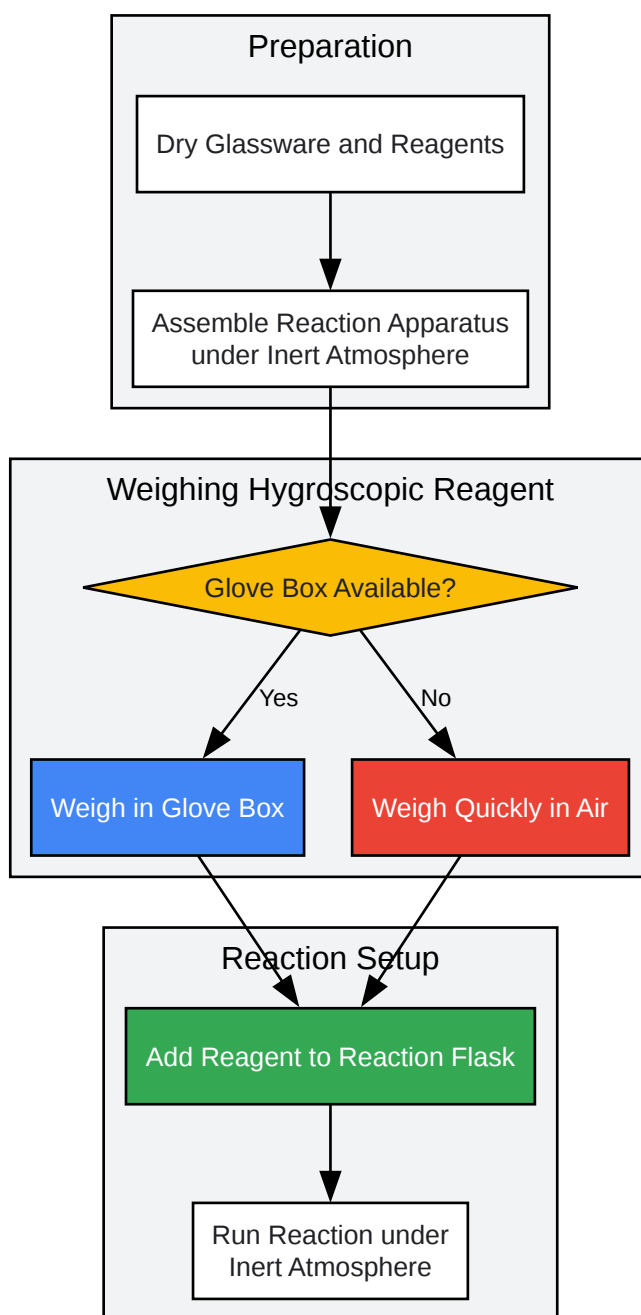 Preparation
Dry Glassware and Reagents
Assemble Reaction Apparatus
under Inert Atmosphere
Weighing Hygroscopic Reagent
Glove Box Available?
Yes
No
Weigh in Glove Box
Weigh Quickly in Air
Reaction Setup
Add Reagent to Reaction Flask
Run Reaction under
Inert Atmosphere